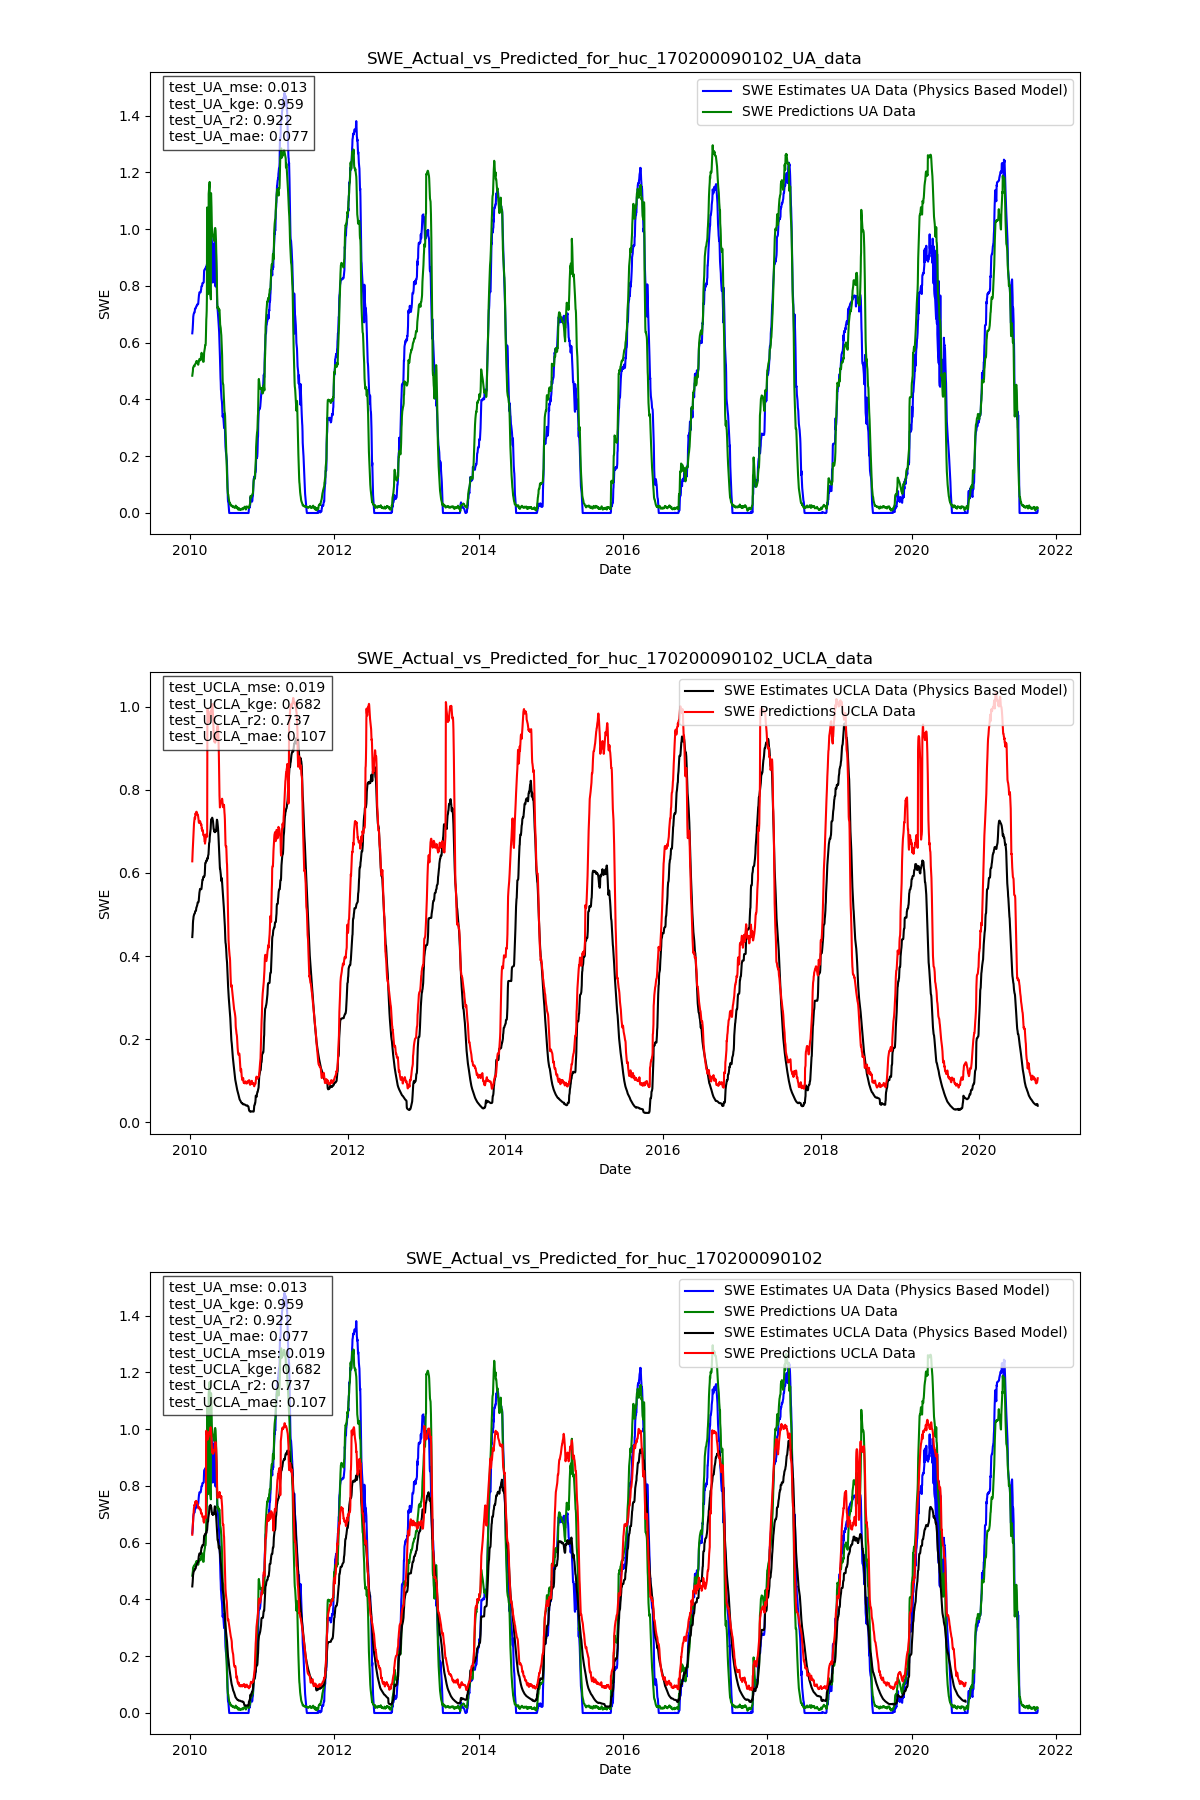 SWE_Actual_vs_Predicted_for_huc_170200090102_UA_data
test_UA_mse: 0.013
test_UA_kge: 0.959
test_UA_r2: 0.922
test_UA_mae: 0.077
SWE Estimates UA Data (Physics Based Model)
SWE Predictions UA Data
1.4
1.2
1.0
0.8
0.6
0.4
0.2
0.0
SWE
2010 2012 2014 2016 2018 2020 2022
Date
SWE_Actual_vs_Predicted_for_huc_170200090102_UCLA_data
test_UCLA_mse: 0.019
test_UCLA_kge: 0.682
test_UCLA_r2: 0.737
test_UCLA_mae: 0.107
SWE Estimates UCLA Data (Physics Based Model)
SWE Predictions UCLA Data
1.0
0.8
0.6
0.4
0.2
0.0
SWE
2010 2012 2014 2016 2018 2020
Date
SWE_Actual_vs_Predicted_for_huc_170200090102
test_UA_mse: 0.013
test_UA_kge: 0.959
test_UA_r2: 0.922
test_UA_mae: 0.077
test_UCLA_mse: 0.019
test_UCLA_kge: 0.682
test_UCLA_r2: 0.737
test_UCLA_mae: 0.107
SWE Estimates UA Data (Physics Based Model)
SWE Predictions UA Data
SWE Estimates UCLA Data (Physics Based Model)
SWE Predictions UCLA Data
1.4
1.2
1.0
0.8
0.6
0.4
0.2
0.0
SWE
2010 2012 2014 2016 2018 2020 2022
Date